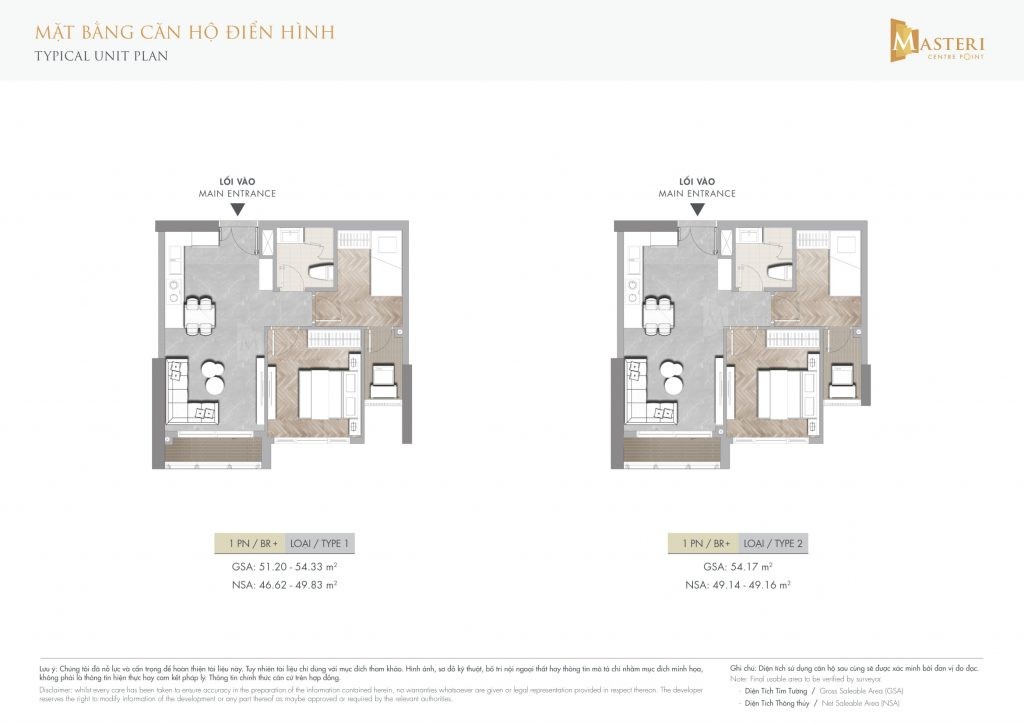 MẶT BẰNG CĂN HỘ ĐIỂN HÌNH
TYPICAL UNIT PLAN
MASTERI
CENTRE POINT
LỐI VÀO
MAIN ENTRANCE
LỐI VÀO
MAIN ENTRANCE
1 PN / BR+ LOẠI / TYPE 1
GSA: 51.20 - 54.33 m²
NSA: 46.62 - 49.83 m²
1 PN / BR+ LOẠI / TYPE 2
GSA: 54.17 m²
NSA: 49.14 - 49.16 m²
Lưu ý: Chúng tôi đã nỗ lực và cẩn trọng để hoàn thiện tài liệu này. Tuy nhiên tài liệu chỉ dùng với mục đích tham khảo. Hình ảnh, sơ đồ kỹ thuật, bố trí nội ngoại thất hay thông tin mô tả chỉ nhằm mục đích minh họa,
không phải là thông tin hiện thực hay cam kết pháp lý. Thông tin chính thức căn cứ trên hợp đồng.
Disclaimer: whilst every care has been taken to ensure accuracy in the preparation of the information contained herein, no warranties whatsoever are given or legal representation provided in respect thereon. The developer
reserves the right to modify information of the development or any part thereof as maybe approved or required by the relevant authorities.
Ghi chú: Diện tích sử dụng căn hộ sau cùng sẽ được xác minh bởi đơn vị đo đạc.
Note: Final usable area to be verified by surveyor.
· Diện Tích Tim Tường / Gross Saleable Area (GSA)
· Diện Tích Thông thủy / Net Saleable Area (NSA)